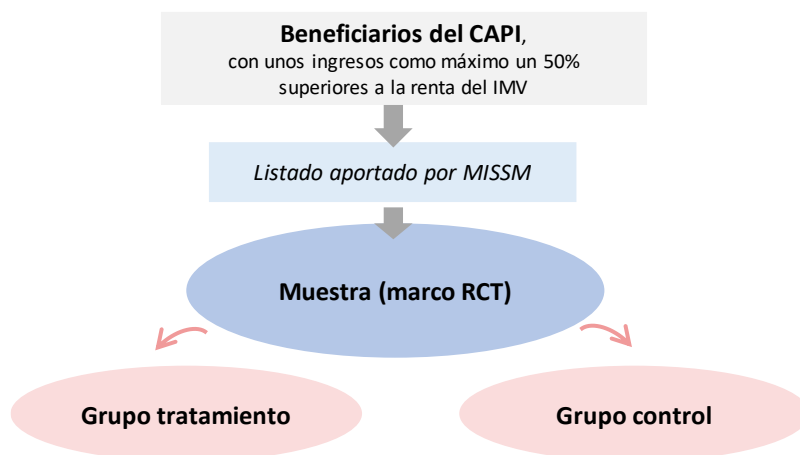 Beneficiarios del CAPI,
con unos ingresos como máximo un 50%
superiores a la renta del IMV
Listado aportado por MISSM
Muestra (marco RCT)
Grupo tratamiento
Grupo control